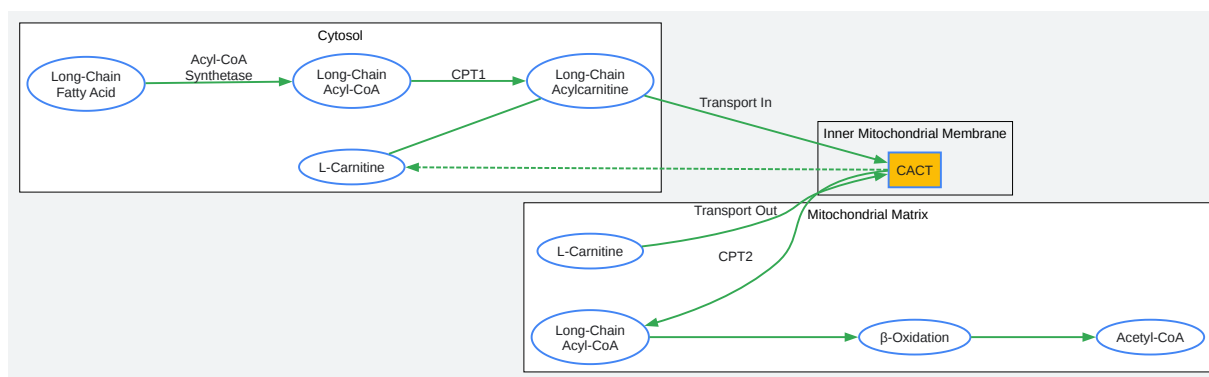 Cytosol
Acyl-CoA
Synthetase
Long-Chain
Fatty Acid
Long-Chain
Acyl-CoA
CPT1
Long-Chain
Acylcarnitine
Transport In
Inner Mitochondrial Membrane
L-Carnitine
CACT
Transport Out
Mitochondrial Matrix
L-Carnitine
CPT2
Long-Chain
Acyl-CoA
β-Oxidation
Acetyl-CoA